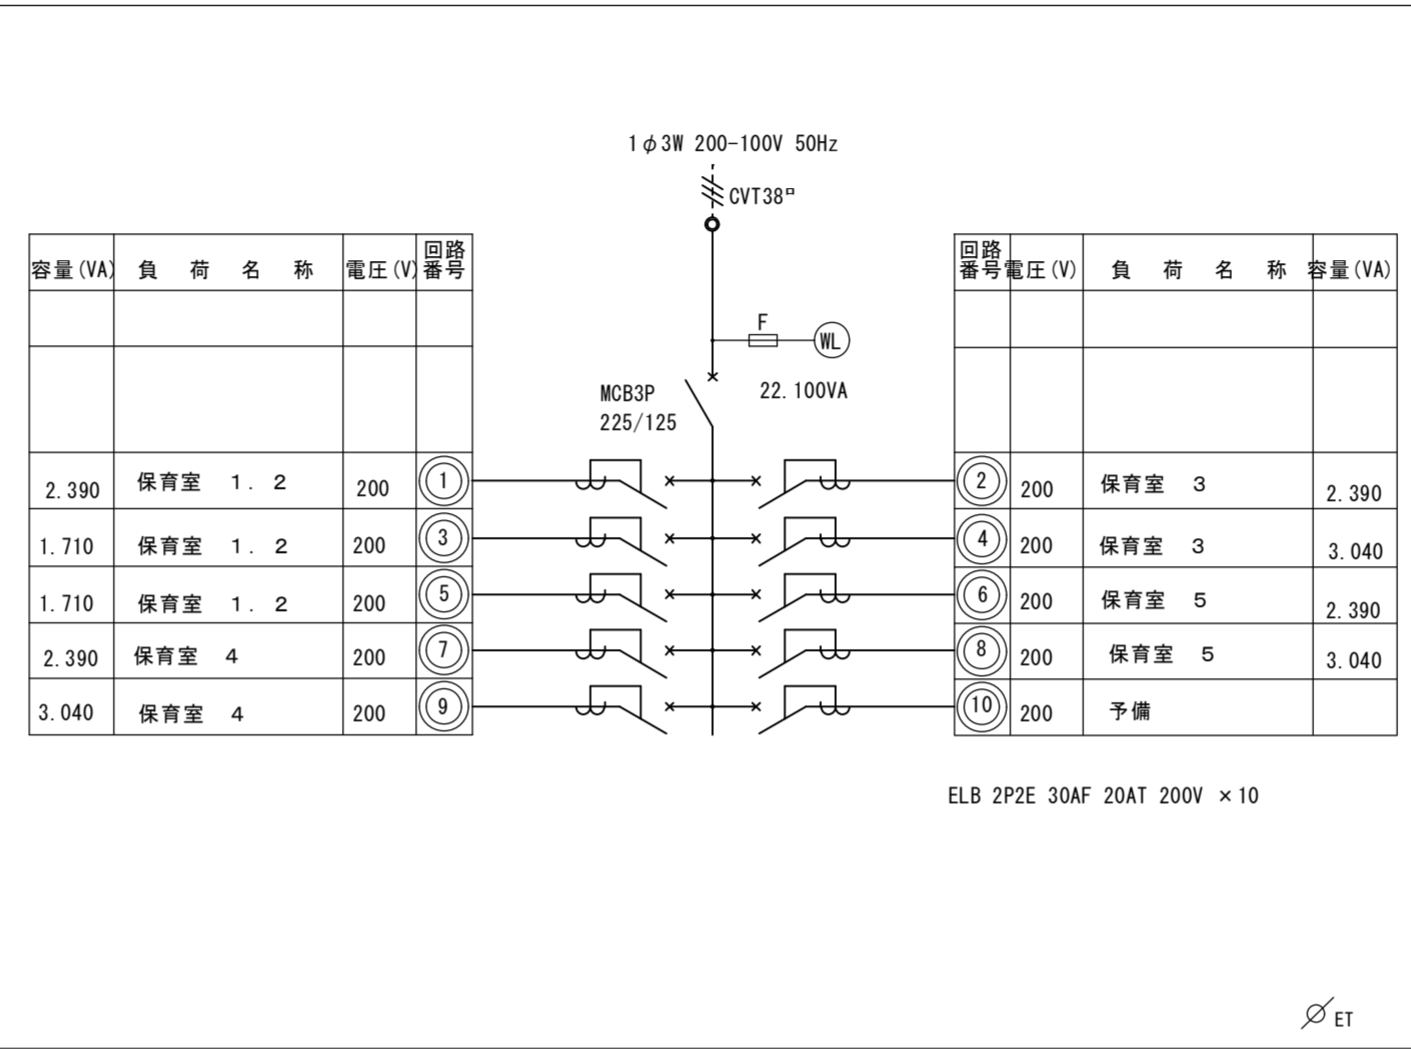 1φ3W 200-100V 50Hz
CVT38□
F
WL
MCB3P
225/125
22.100VA
容量(VA) 負荷名称 電圧(V) 回路番号
2.390 保育室 1.2 200 1
1.710 保育室 1.2 200 3
1.710 保育室 1.2 200 5
2.390 保育室 4 200 7
3.040 保育室 4 200 9
回路番号 電圧(V) 負荷名称 容量(VA)
2 200 保育室 3 2.390
4 200 保育室 3 3.040
6 200 保育室 5 2.390
8 200 保育室 5 3.040
10 200 予備
ELB 2P2E 30AF 20AT 200V ×10
ET